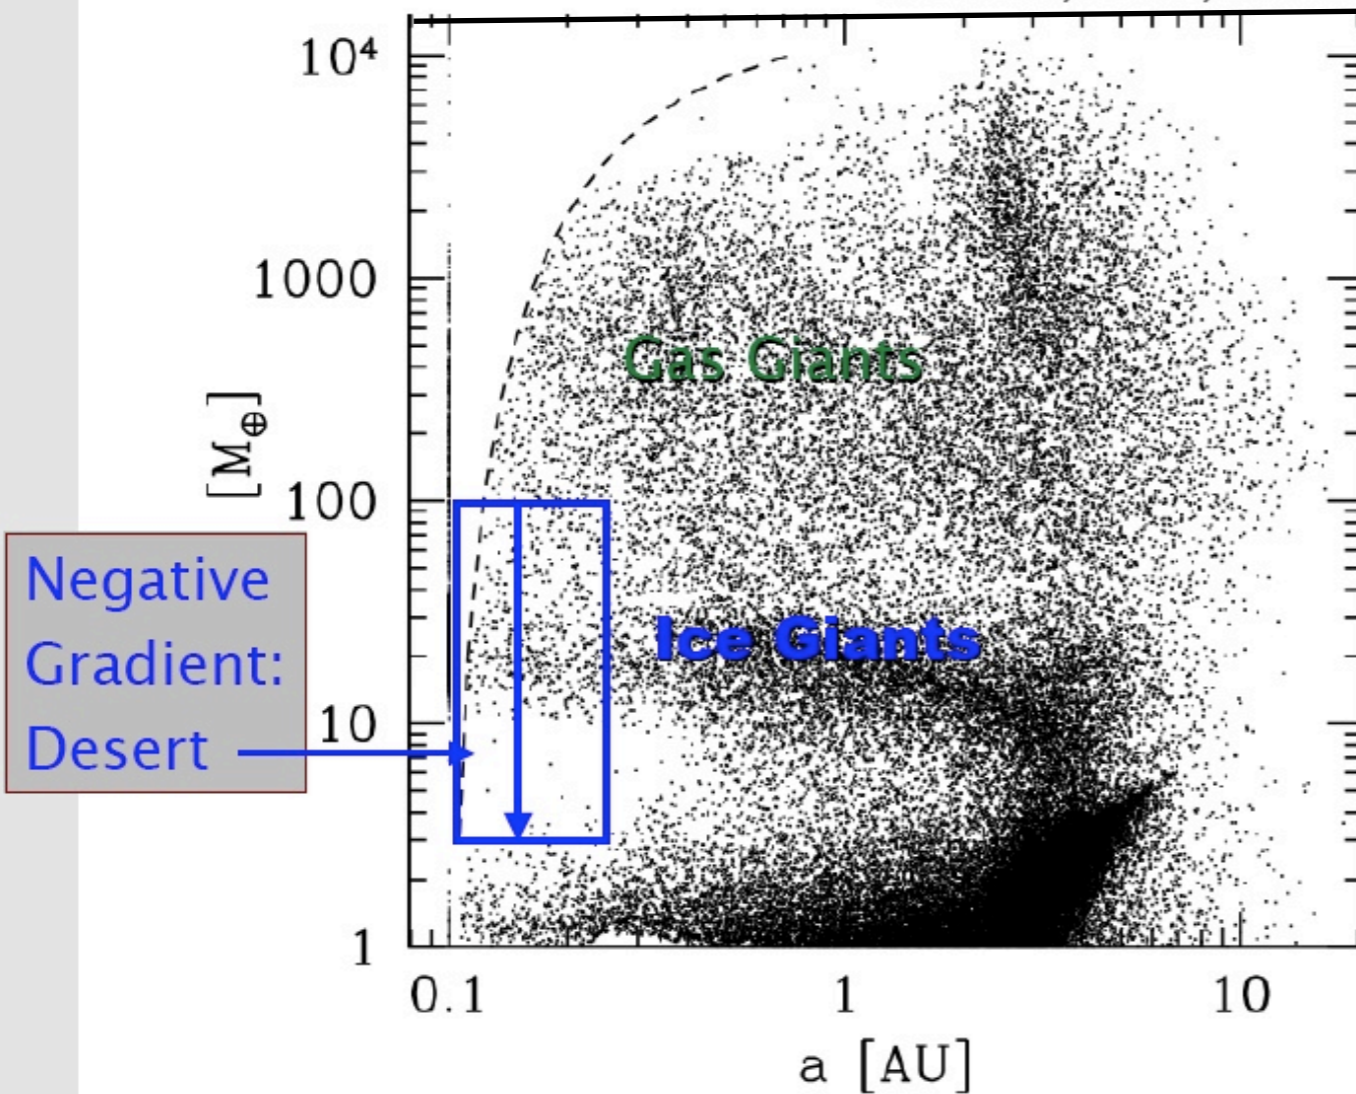 10⁴
1000
[M⊕]
100
Gas Giants
Negative
Gradient:
Desert
Ice Giants
10
1
0.1
1
10
a [AU]